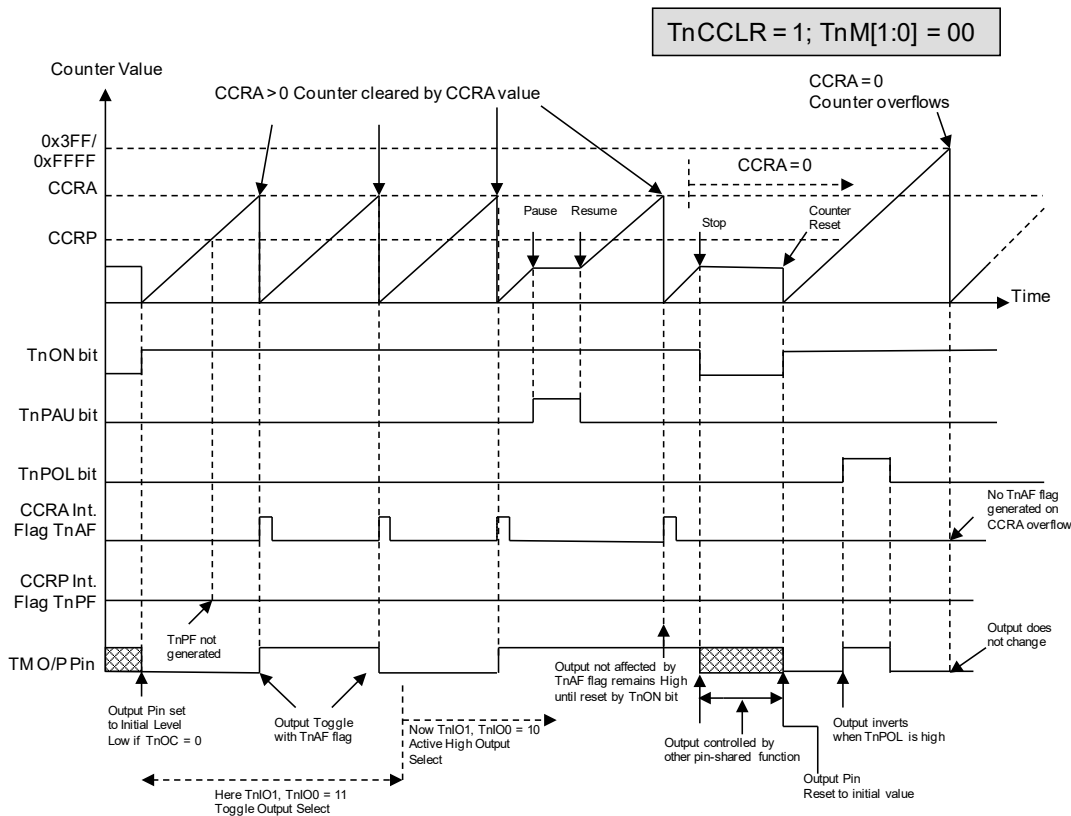 TnCCLR = 1; TnM[1:0] = 00
Counter Value
CCRA > 0 Counter cleared by CCRA value
CCRA = 0
Counter overflows
0x3FF/
0xFFFF
CCRA = 0
CCRA
Pause
Resume
Stop
Counter
Reset
CCRP
Time
TnON bit
TnPAU bit
TnPOL bit
CCRA Int.
Flag TnAF
No TnAF flag
generated on
CCRA overflow
CCRP Int.
Flag TnPF
TnPF not
generated
TM O/P Pin
Output not affected by
TnAF flag remains High
until reset by TnON bit
Output does
not change
Output Pin set
to Initial Level
Low if TnOC = 0
Output Toggle
with TnAF flag
Now TnIO1, TnIO0 = 10
Active High Output
Select
Output controlled by
other pin-shared function
Output inverts
when TnPOL is high
Output Pin
Reset to initial value
Here TnIO1, TnIO0 = 11
Toggle Output Select